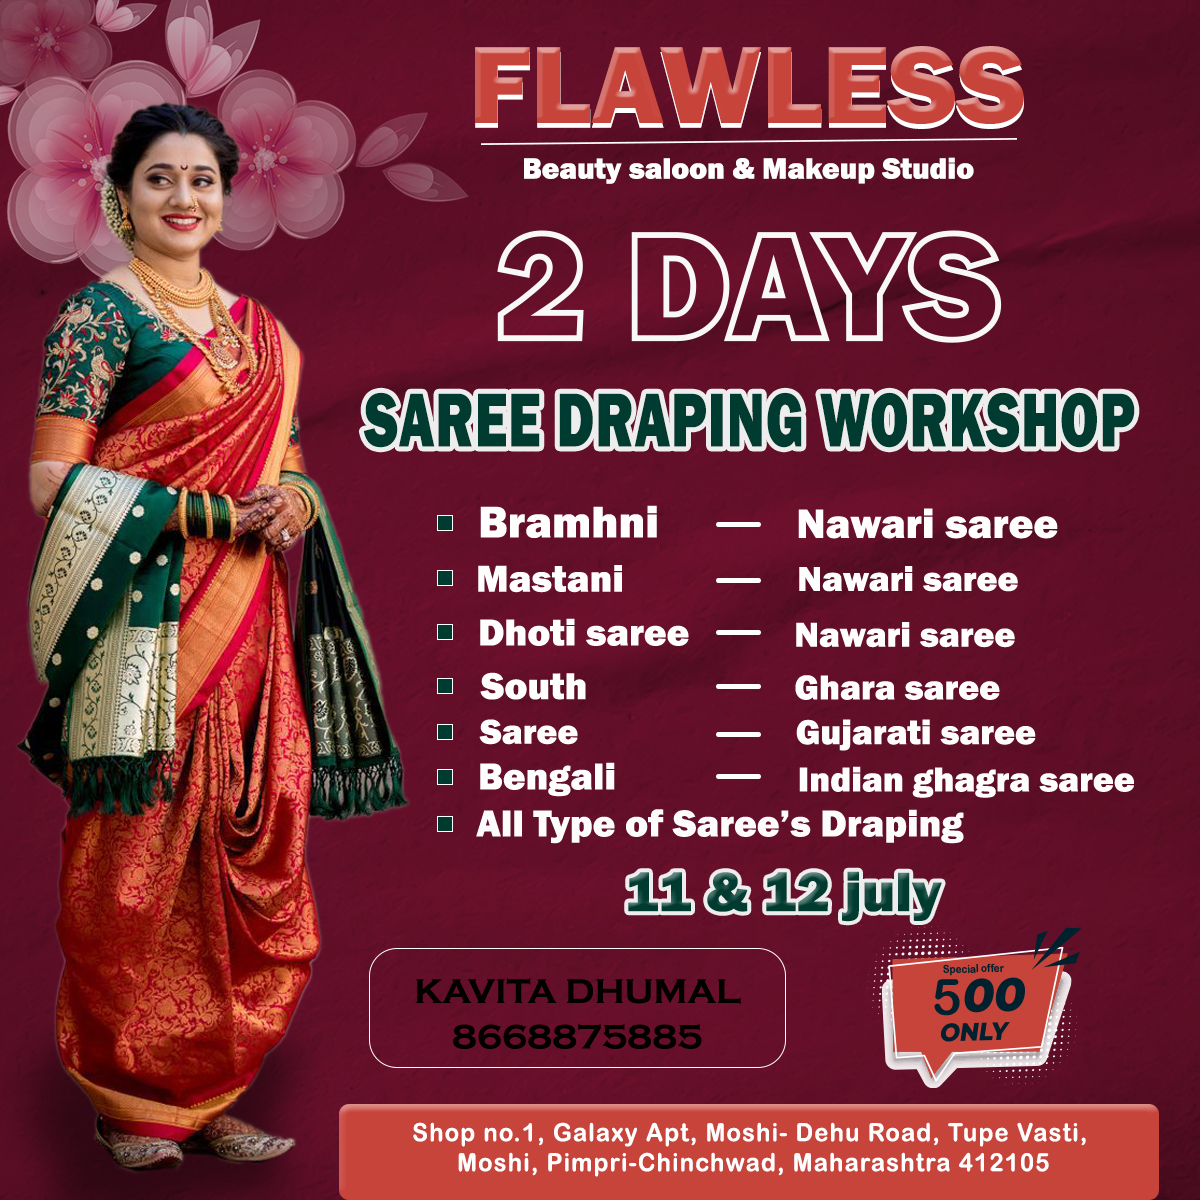 FLAWLESS
Beauty saloon & Makeup Studio
2 DAYS
SAREE DRAPING WORKSHOP
Bramhni — Nawari saree
Mastani — Nawari saree
Dhoti saree — Nawari saree
South — Ghara saree
Saree — Gujarati saree
Bengali — Indian ghagra saree
All Type of Saree's Draping
11 & 12 july
KAVITA DHUMAL
8668875885
Special offer
500
ONLY
Shop no.1, Galaxy Apt, Moshi- Dehu Road, Tupe Vasti,
Moshi, Pimpri-Chinchwad, Maharashtra 412105